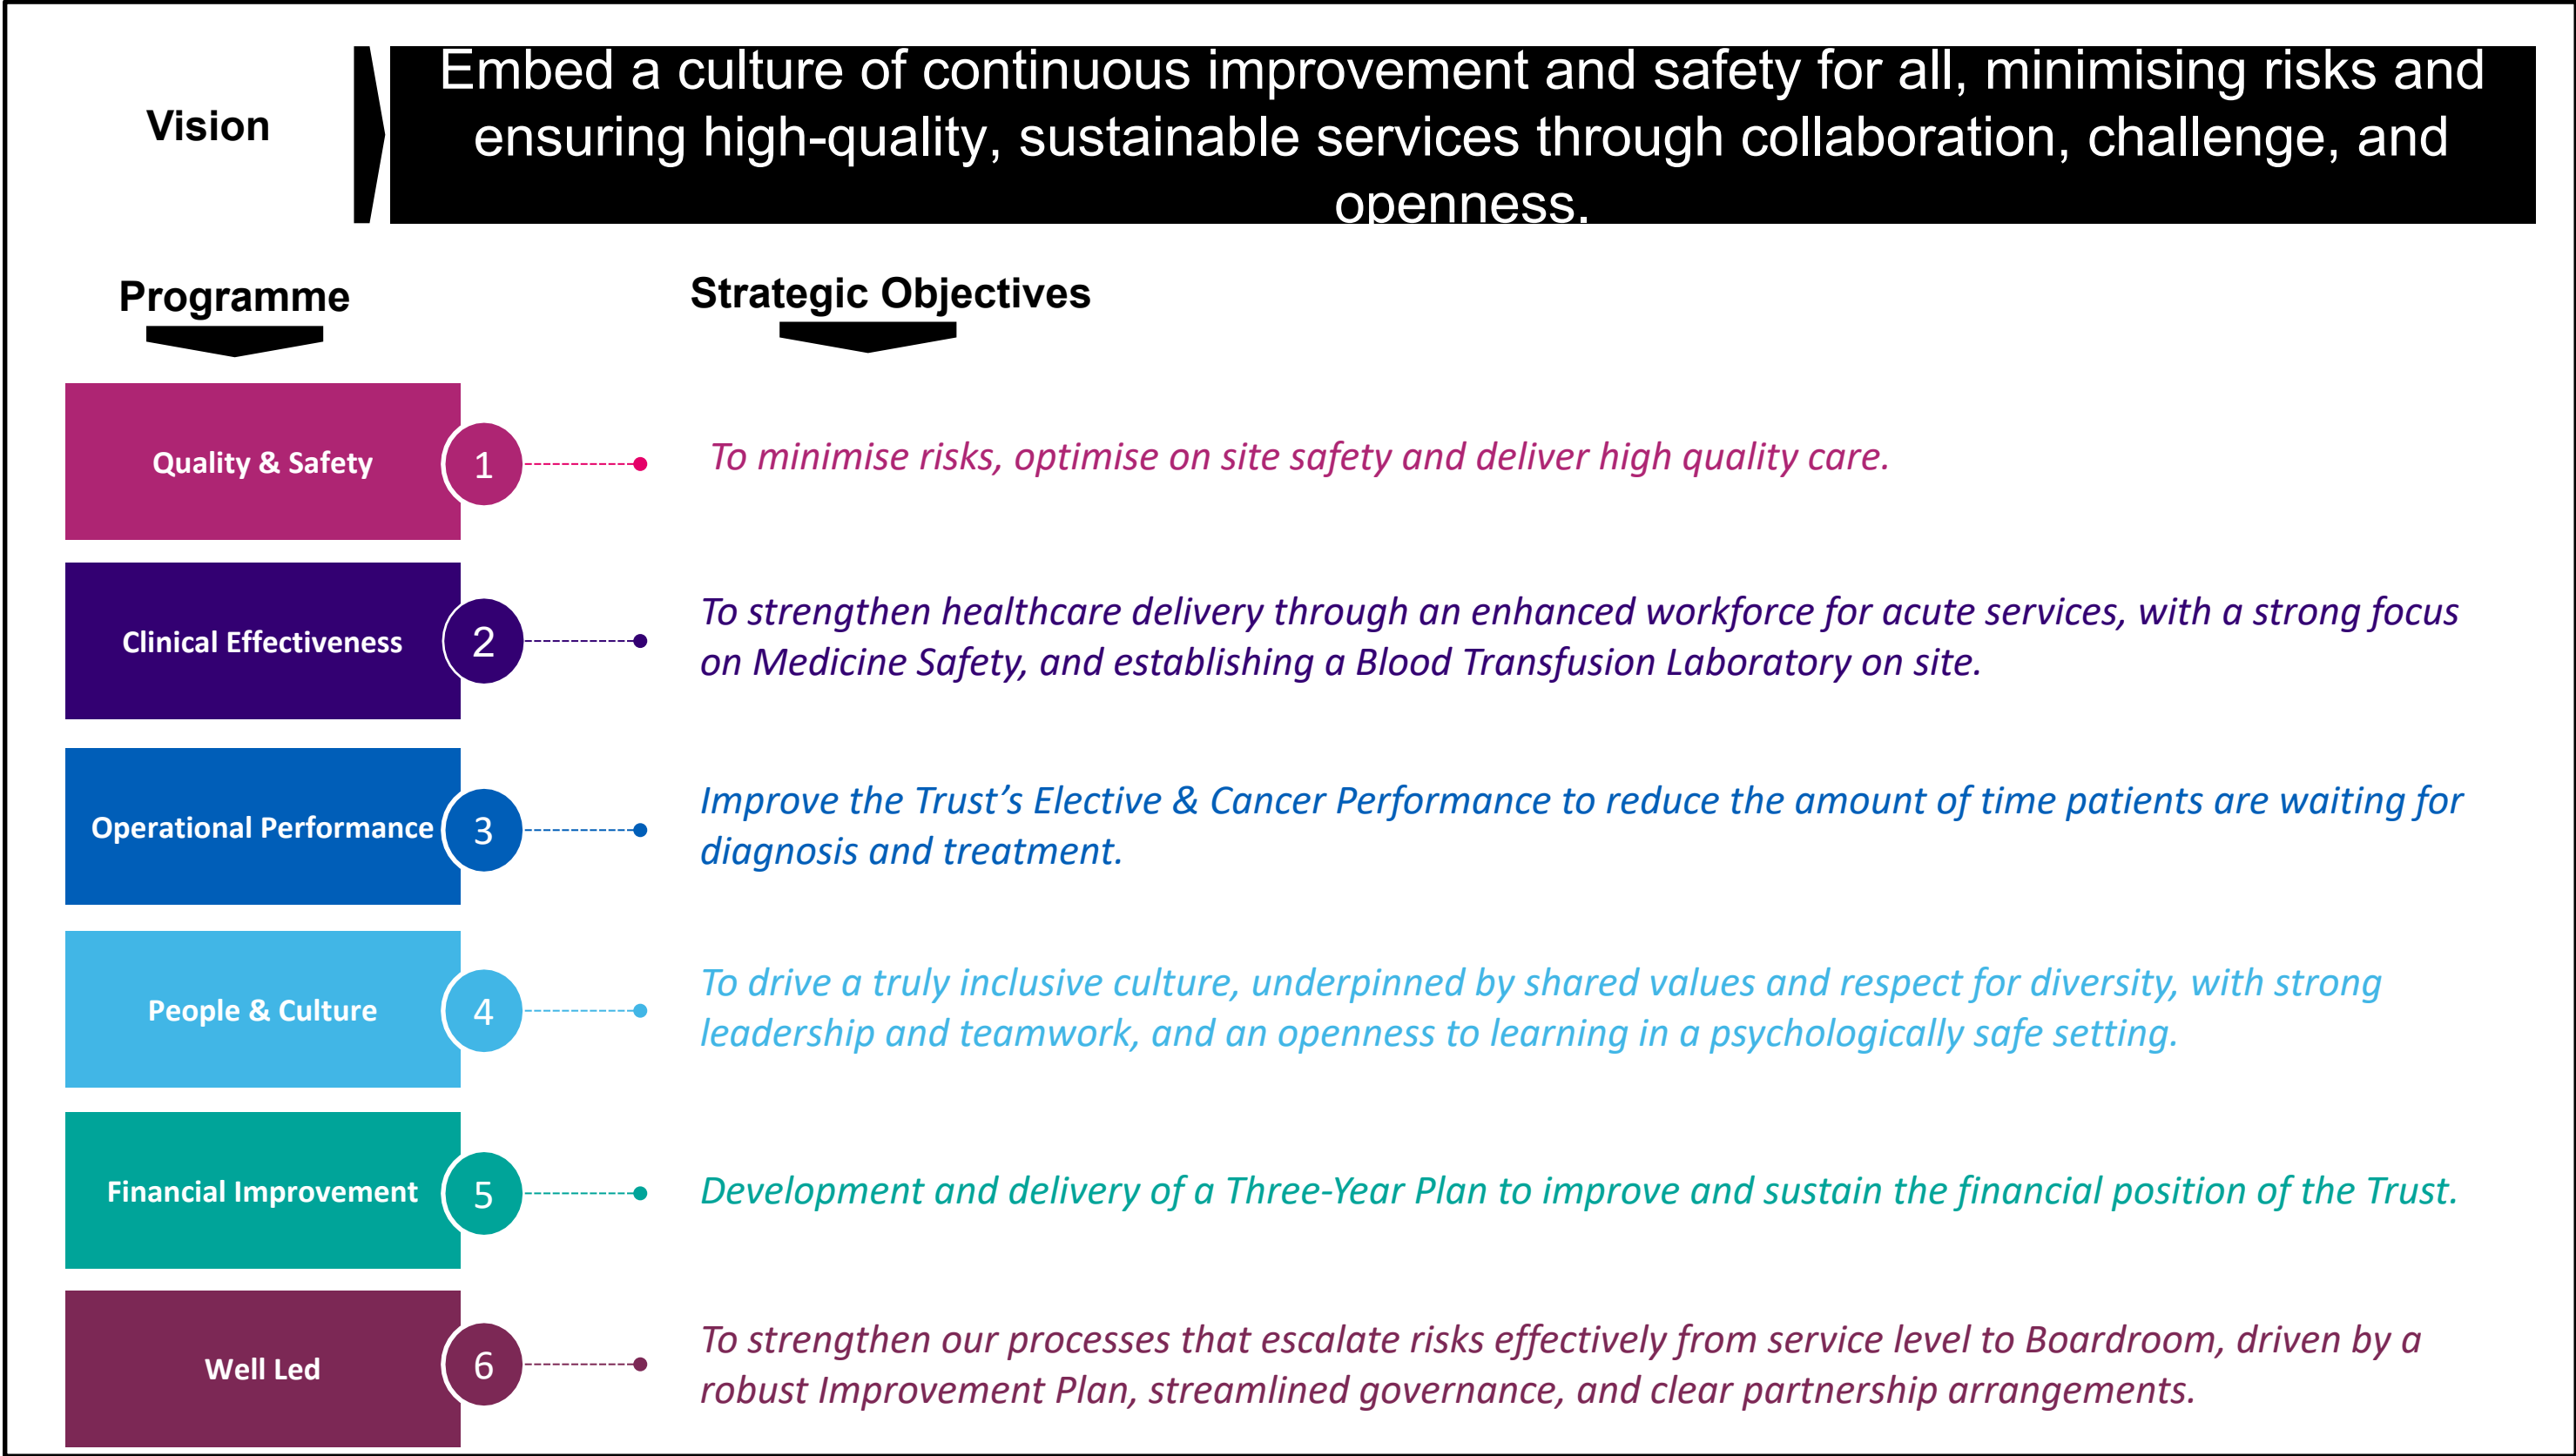 Vision
Embed a culture of continuous improvement and safety for all, minimising risks and
ensuring high-quality, sustainable services through collaboration, challenge, and
openness.
Programme
Strategic Objectives
Quality & Safety
1
To minimise risks, optimise on site safety and deliver high quality care.
Clinical Effectiveness
2
To strengthen healthcare delivery through an enhanced workforce for acute services, with a strong focus
on Medicine Safety, and establishing a Blood Transfusion Laboratory on site.
Operational Performance
3
Improve the Trust’s Elective & Cancer Performance to reduce the amount of time patients are waiting for
diagnosis and treatment.
People & Culture
4
To drive a truly inclusive culture, underpinned by shared values and respect for diversity, with strong
leadership and teamwork, and an openness to learning in a psychologically safe setting.
Financial Improvement
5
Development and delivery of a Three-Year Plan to improve and sustain the financial position of the Trust.
Well Led
6
To strengthen our processes that escalate risks effectively from service level to Boardroom, driven by a
robust Improvement Plan, streamlined governance, and clear partnership arrangements.